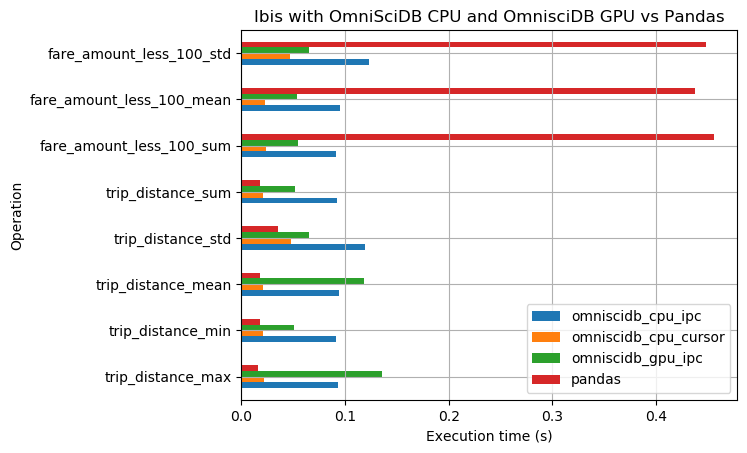 Ibis with OmniSciDB CPU and OmnisciDB GPU vs Pandas
Operation
fare_amount_less_100_std
fare_amount_less_100_mean
fare_amount_less_100_sum
trip_distance_sum
trip_distance_std
trip_distance_mean
trip_distance_min
trip_distance_max
omniscidb_cpu_ipc
omniscidb_cpu_cursor
omniscidb_gpu_ipc
pandas
0.0 0.1 0.2 0.3 0.4
Execution time (s)